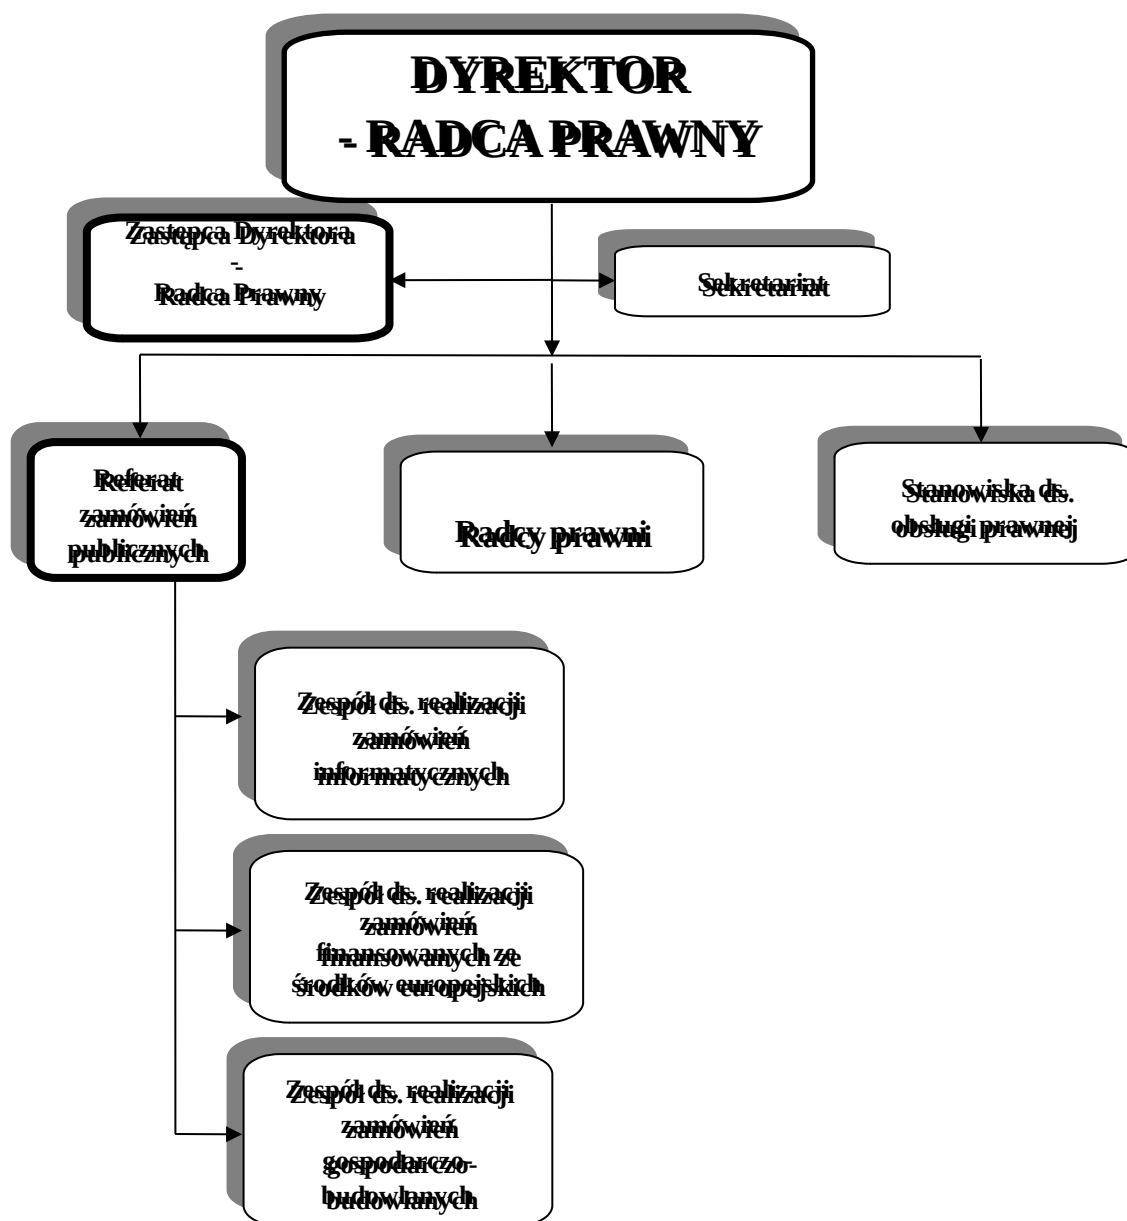 DYREKTOR
- RADCA PRAWNY
Zastępca Dyrektora
-
Radca Prawny
Sekretariat
Referat
zamówień
publicznych
Radcy prawni
Stanowiska ds.
obsługi prawnej
Zespół ds. realizacji
zamówień
informatycznych
Zespół ds. realizacji
zamówień
finansowanych ze
środków europejskich
Zespół ds. realizacji
zamówień
gospodarczo-
budowlanych